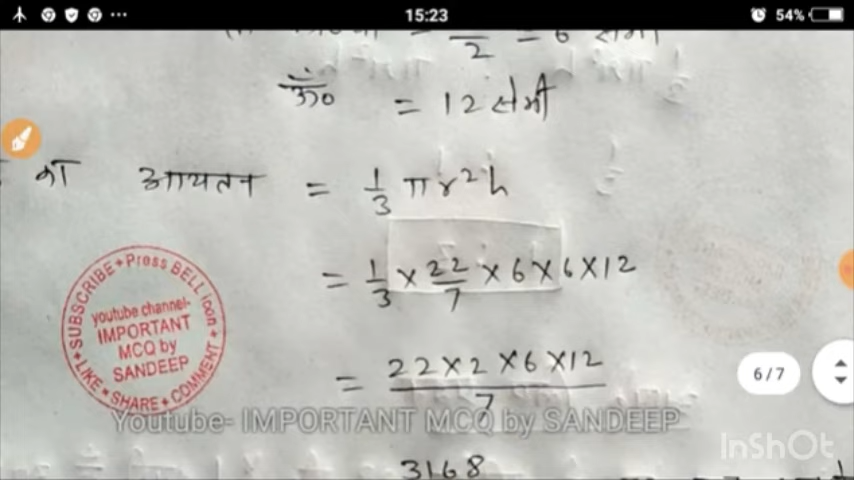 15:23
54%
2 = 6 सेमी
ऊं० = 12 सेमी
का आयतन = 1/3 πr²h
= 1/3 × 22/7 × 6 × 6 × 12
= 22 × 2 × 6 × 12 / 7
6/7
SUBSCRIBE • Press BELL icon • LIKE • SHARE • COMMENT
youtube channel-
IMPORTANT
MCQ by
SANDEEP
Youtube- IMPORTANT MCQ by SANDEEP
InShOt
3168